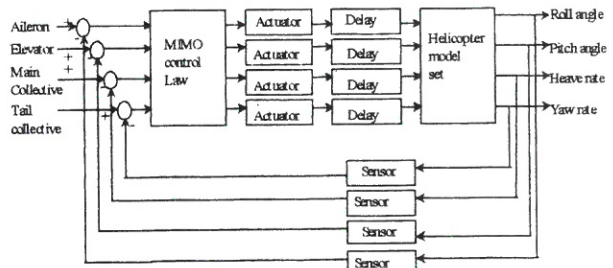 Aileron
Elevator
Main
Collective
Tail
collective
+
+
+
+
-
-
-
-
MIMO
control
Law
Actuator
Actuator
Actuator
Actuator
Delay
Delay
Delay
Delay
Helicopter
model
set
Roll angle
Pitch angle
Heave rate
Yaw rate
Sensor
Sensor
Sensor
Sensor